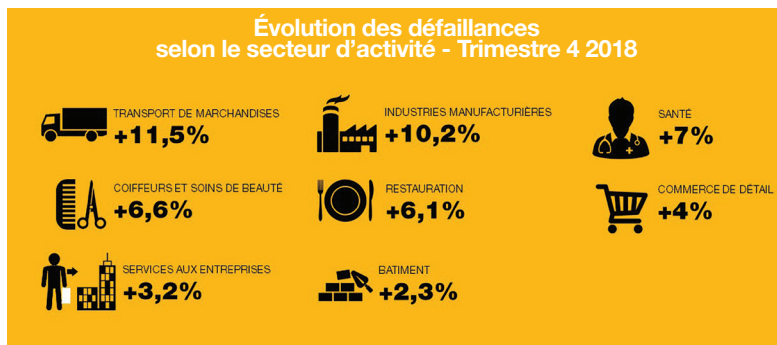 Évolution des défaillances
selon le secteur d'activité - Trimestre 4 2018
TRANSPORT DE MARCHANDISES
+11,5%
INDUSTRIES MANUFACTURIÈRES
+10,2%
SANTÉ
+7%
COIFFEURS ET SOINS DE BEAUTÉ
+6,6%
RESTAURATION
+6,1%
COMMERCE DE DÉTAIL
+4%
SERVICES AUX ENTREPRISES
+3,2%
BATIMENT
+2,3%